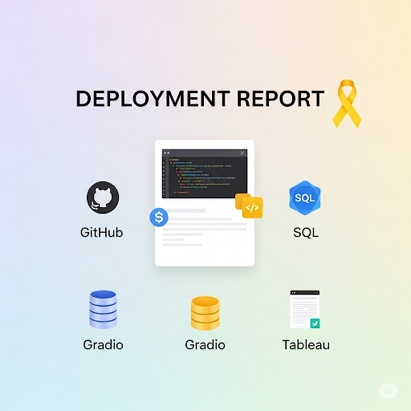 DEPLOYMENT REPORT
SQL
$
</>
GitHub
SQL
Gradio
Gradio
Tableau